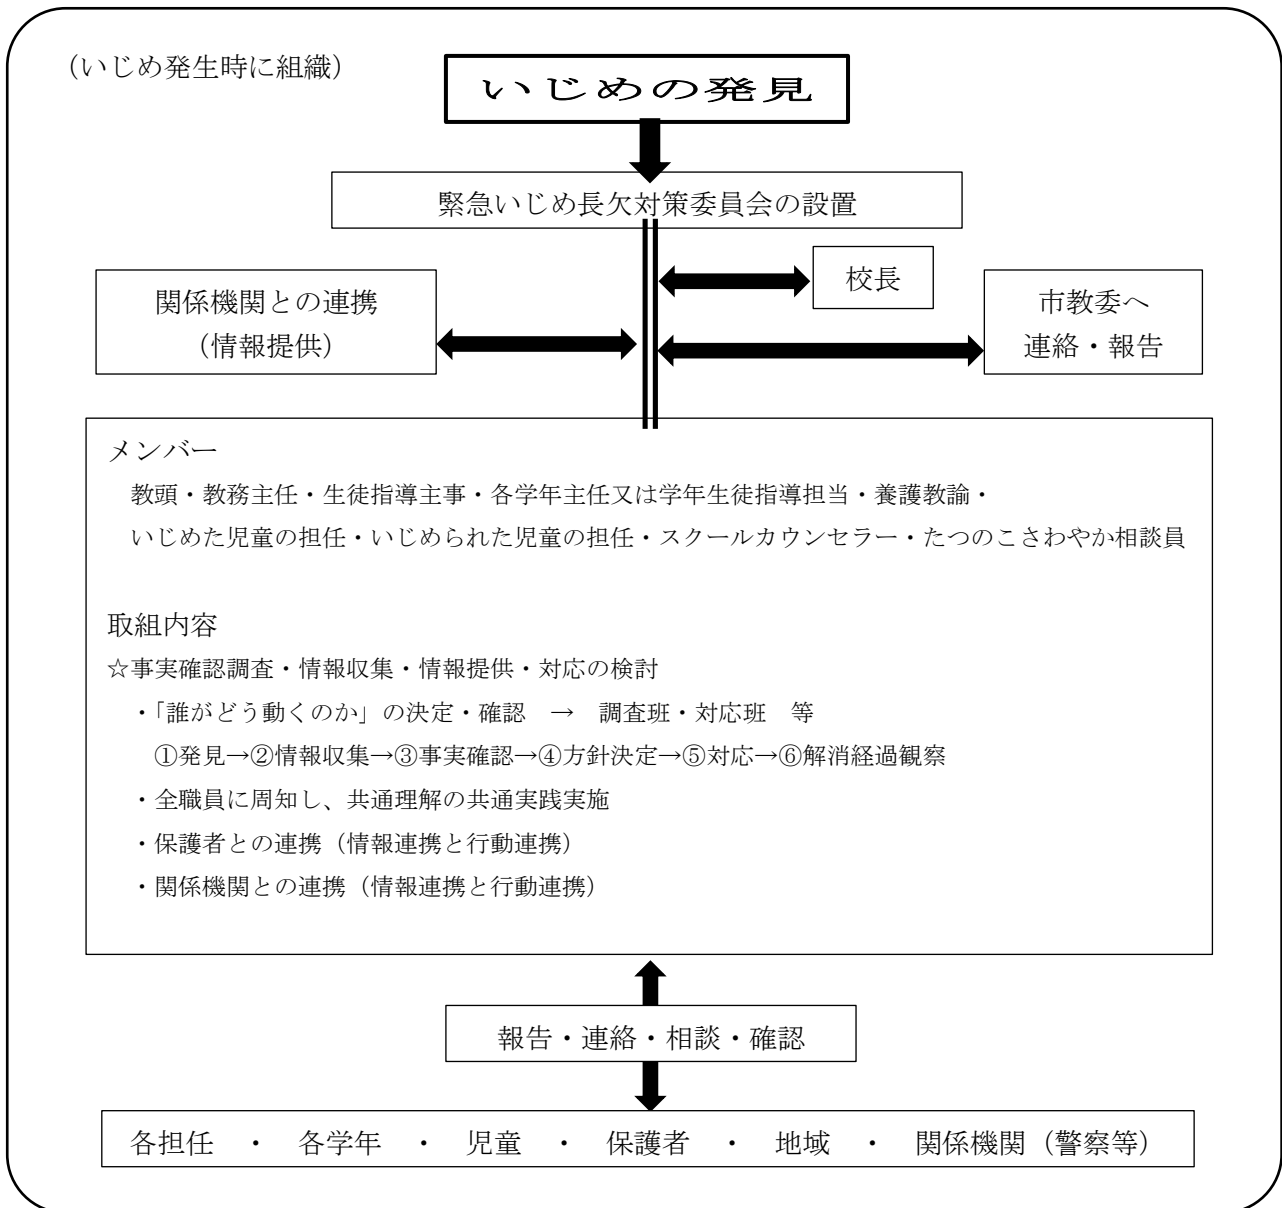 (いじめ発生時に組織)
いじめの発見
緊急いじめ長欠対策委員会の設置
校長
関係機関との連携
(情報提供)
市教委へ
連絡・報告
メンバー
教頭・教務主任・生徒指導主事・各学年主任又は学年生徒指導担当・養護教諭・
いじめた児童の担任・いじめられた児童の担任・スクールカウンセラー・たつのこさわやか相談員
取組内容
☆事実確認調査・情報収集・情報提供・対応の検討
・「誰がどう動くのか」の決定・確認 → 調査班・対応班 等
①発見→②情報収集→③事実確認→④方針決定→⑤対応→⑥解消経過観察
・全職員に周知し、共通理解の共通実践実施
・保護者との連携(情報連携と行動連携)
・関係機関との連携(情報連携と行動連携)
報告・連絡・相談・確認
各担任 ・ 各学年 ・ 児童 ・ 保護者 ・ 地域 ・ 関係機関(警察等)